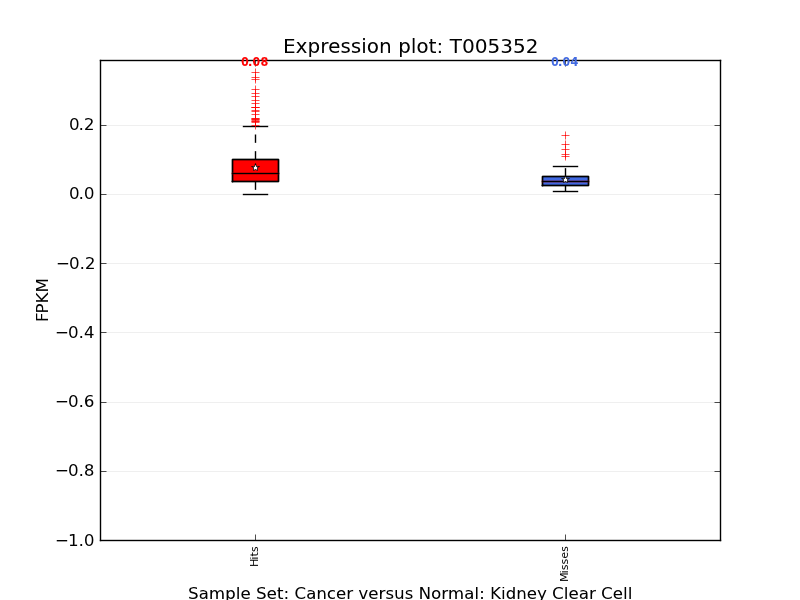 Expression plot: T005352
0.08
0.04
0.2
0.0
−0.2
−0.4
−0.6
−0.8
−1.0
FPKM
Hits
Misses
Sample Set: Cancer versus Normal: Kidney Clear Cell